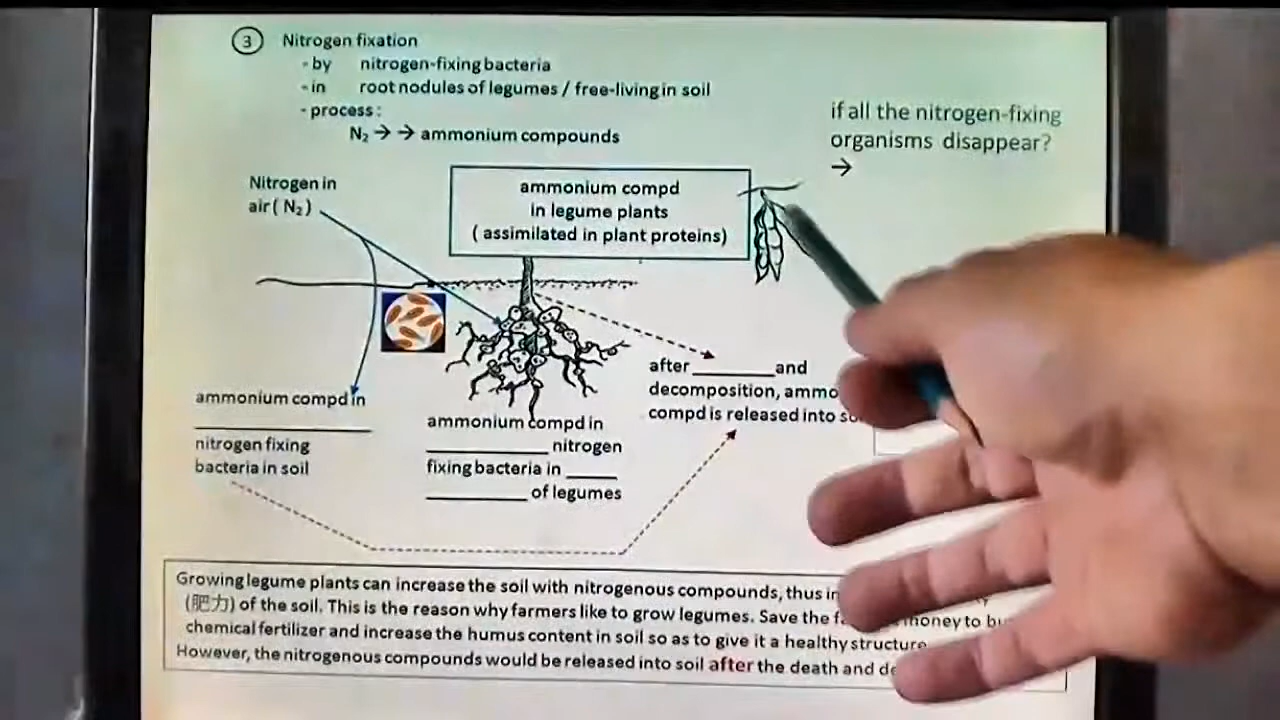 3 Nitrogen fixation
- by nitrogen-fixing bacteria
- in root nodules of legumes / free-living in soil
- process :
N₂ → → ammonium compounds
if all the nitrogen-fixing
organisms disappear?
→
Nitrogen in
air ( N₂ )
ammonium compd
in legume plants
( assimilated in plant proteins)
after ________ and
decomposition, ammo
compd is released into
ammonium compd in
________
nitrogen fixing
bacteria in soil
ammonium compd in
________ nitrogen
fixing bacteria in ____
________ of legumes
Growing legume plants can increase the soil with nitrogenous compounds, thus
(肥力) of the soil. This is the reason why farmers like to grow legumes. Save the money to
chemical fertilizer and increase the humus content in soil so as to give it a healthy structure
However, the nitrogenous compounds would be released into soil after the death and